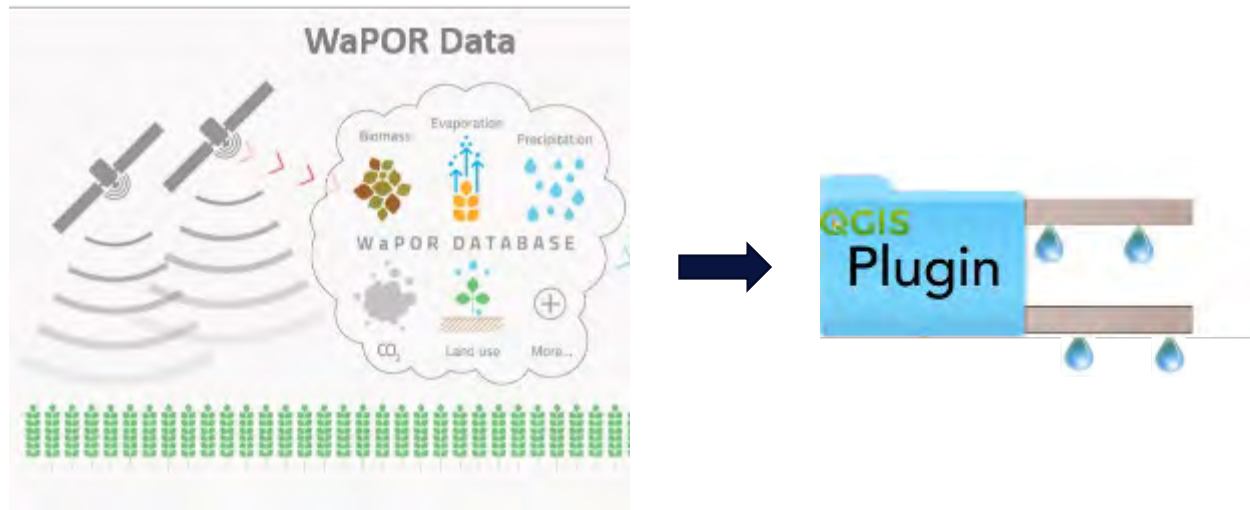 WaPOR Data
Biomass
Evaporation
Precipitation
WaPOR DATABASE
CO2
Land use
More...
QGIS
Plugin